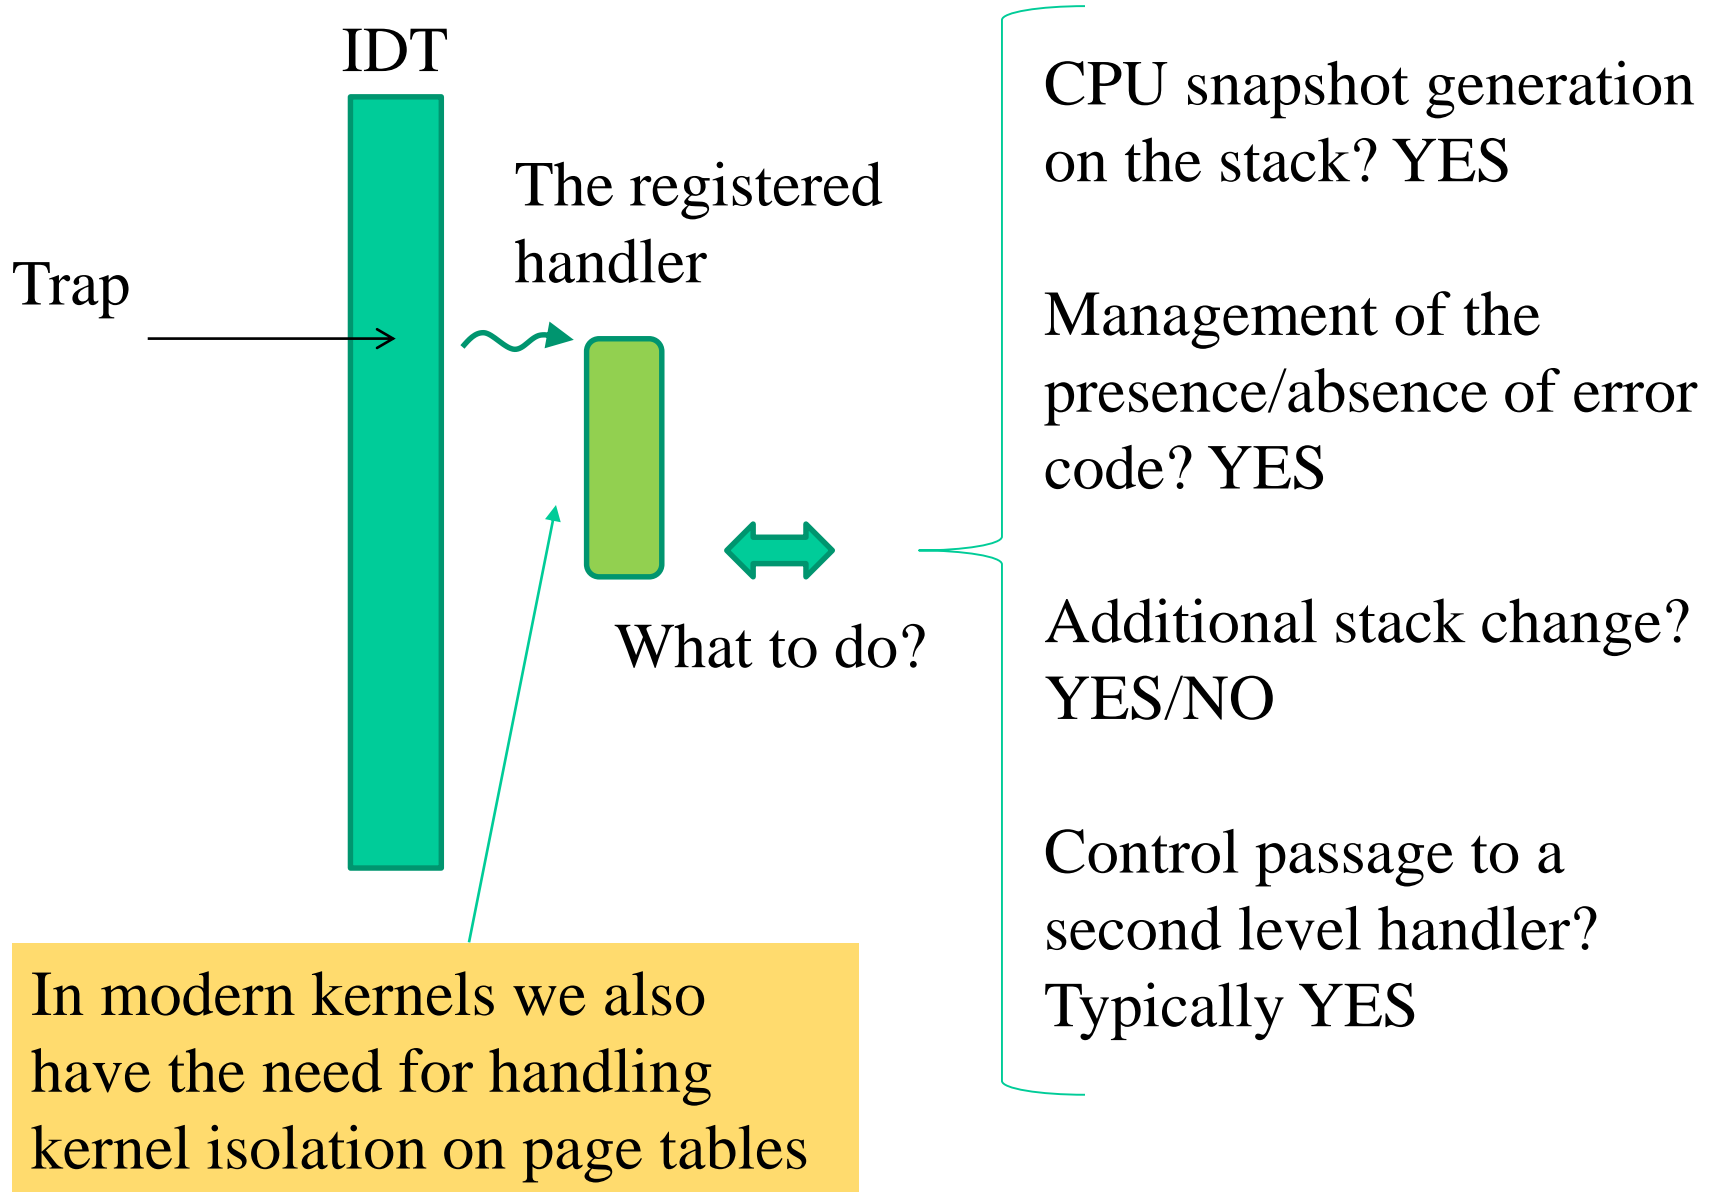 IDT
The registered
handler
Trap
What to do?
In modern kernels we also
have the need for handling
kernel isolation on page tables
CPU snapshot generation
on the stack? YES
Management of the
presence/absence of error
code? YES
Additional stack change?
YES/NO
Control passage to a
second level handler?
Typically YES